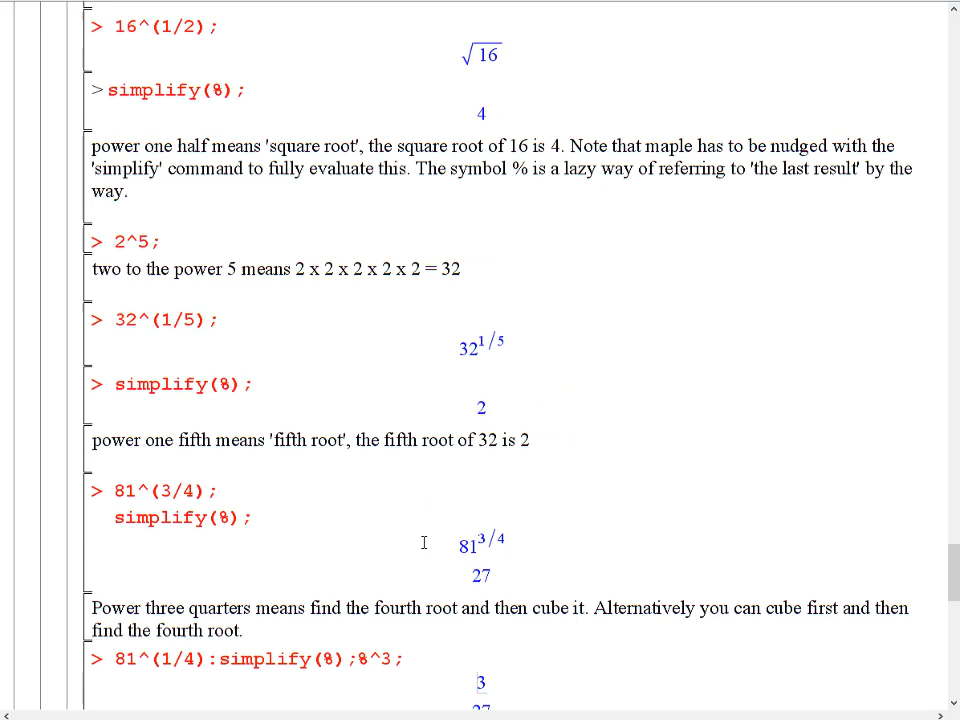 > 16^(1/2);
√16
> simplify(%);
4
power one half means 'square root', the square root of 16 is 4. Note that maple has to be nudged with the
'simplify' command to fully evaluate this. The symbol % is a lazy way of referring to 'the last result' by the
way.
> 2^5;
two to the power 5 means 2 x 2 x 2 x 2 x 2 = 32
> 32^(1/5);
32^1/5
> simplify(%);
2
power one fifth means 'fifth root', the fifth root of 32 is 2
> 81^(3/4);
simplify(%);
81^3/4
27
Power three quarters means find the fourth root and then cube it. Alternatively you can cube first and then
find the fourth root.
> 81^(1/4):simplify(%);%^3;
3
27